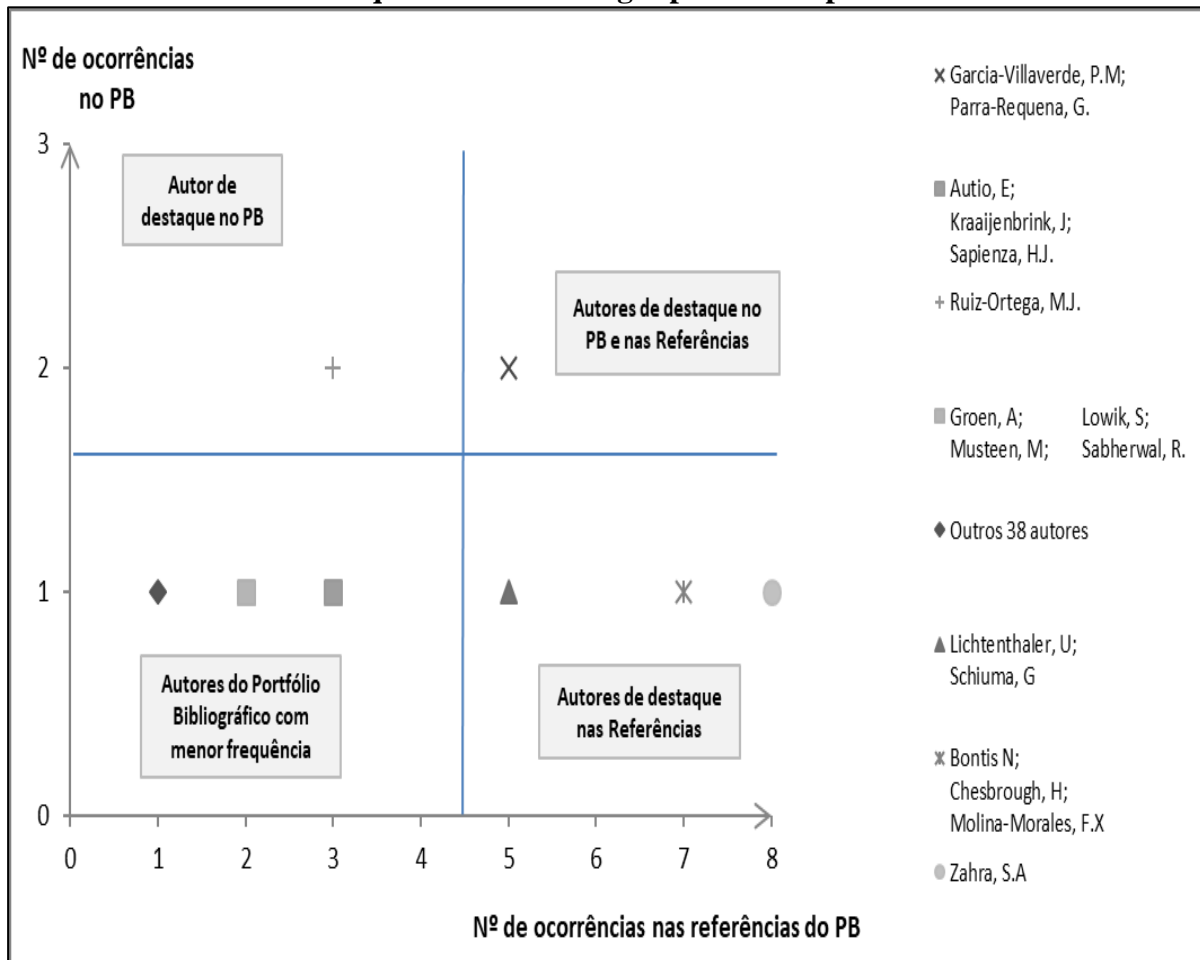 Nº de ocorrências
no PB
3
2
1
0
Autor de
destaque no PB
Autores de destaque no
PB e nas Referências
Autores do Portfólio
Bibliográfico com
menor frequência
Autores de destaque
nas Referências
0 1 2 3 4 5 6 7 8
Nº de ocorrências nas referências do PB
Garcia-Villaverde, P.M;
Parra-Requena, G.
Autio, E;
Kraaijenbrink, J;
Sapienza, H.J.
Ruiz-Ortega, M.J.
Groen, A; Lowik, S;
Musteen, M; Sabherwal, R.
Outros 38 autores
Lichtenthaler, U;
Schiuma, G
Bontis N;
Chesbrough, H;
Molina-Morales, F.X
Zahra, S.A